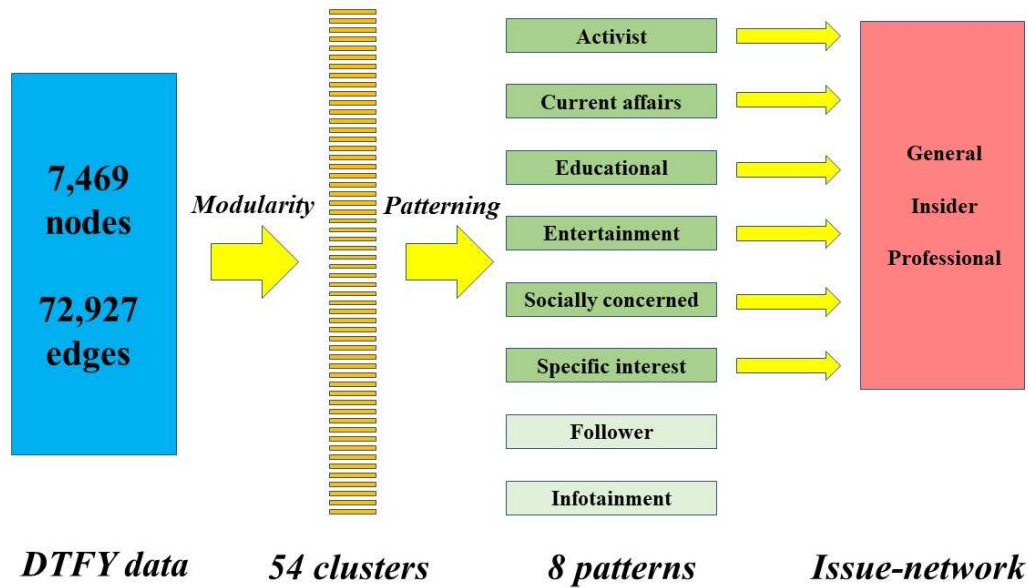 7,469
nodes
72,927
edges
Modularity
Patterning
Activist
Current affairs
Educational
Entertainment
Socially concerned
Specific interest
Follower
Infotainment
General
Insider
Professional
DTFY data
54 clusters
8 patterns
Issue-network